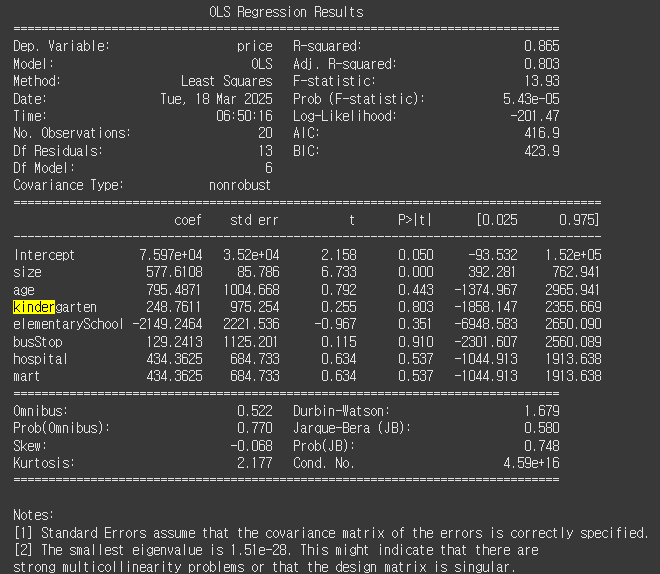 OLS Regression Results
==============================================================================
Dep. Variable: price R-squared: 0.865
Model: OLS Adj. R-squared: 0.803
Method: Least Squares F-statistic: 13.93
Date: Tue, 18 Mar 2025 Prob (F-statistic): 5.43e-05
Time: 06:50:16 Log-Likelihood: -201.47
No. Observations: 20 AIC: 416.9
Df Residuals: 13 BIC: 423.9
Df Model: 6
Covariance Type: nonrobust
====================================================================================
coef std err t P>|t| [0.025 0.975]
------------------------------------------------------------------------------------
Intercept 7.597e+04 3.52e+04 2.158 0.050 -93.532 1.52e+05
size 577.6108 85.786 6.733 0.000 392.281 762.941
age 795.4871 1004.668 0.792 0.443 -1374.967 2965.941
kindergarten 248.7611 975.254 0.255 0.803 -1858.147 2355.669
elementarySchool -2149.2464 2221.536 -0.967 0.351 -6948.583 2650.090
busStop 129.2413 1125.201 0.115 0.910 -2301.607 2560.089
hospital 434.3625 684.733 0.634 0.537 -1044.913 1913.638
mart 434.3625 684.733 0.634 0.537 -1044.913 1913.638
==============================================================================
Omnibus: 0.522 Durbin-Watson: 1.679
Prob(Omnibus): 0.770 Jarque-Bera (JB): 0.580
Skew: -0.068 Prob(JB): 0.748
Kurtosis: 2.177 Cond. No. 4.59e+16
==============================================================================
Notes:
[1] Standard Errors assume that the covariance matrix of the errors is correctly specified.
[2] The smallest eigenvalue is 1.51e-28. This might indicate that there are
strong multicollinearity problems or that the design matrix is singular.